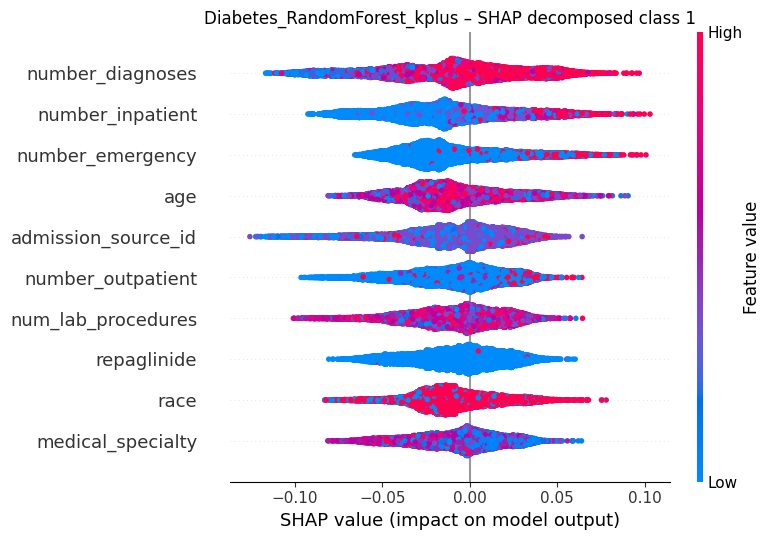 Diabetes_RandomForest_kplus – SHAP decomposed class 1
High
number_diagnoses
number_inpatient
number_emergency
age
admission_source_id
number_outpatient
num_lab_procedures
repaglinide
race
medical_specialty
Feature value
Low
−0.10 −0.05 0.00 0.05 0.10
SHAP value (impact on model output)